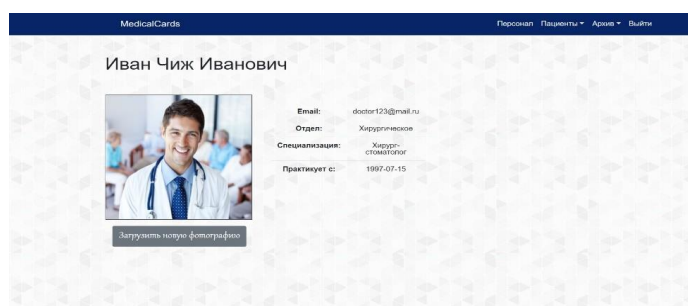 MedicalCards
Персонал Пациенты Архив Выйти
Иван Чиж Иванович
Email: doctor123@mail.ru
Отдел: Хирургическое
Специализация: Хирург-
стоматолог
Практикует с: 1997-07-15
Загрузить новую фотографию